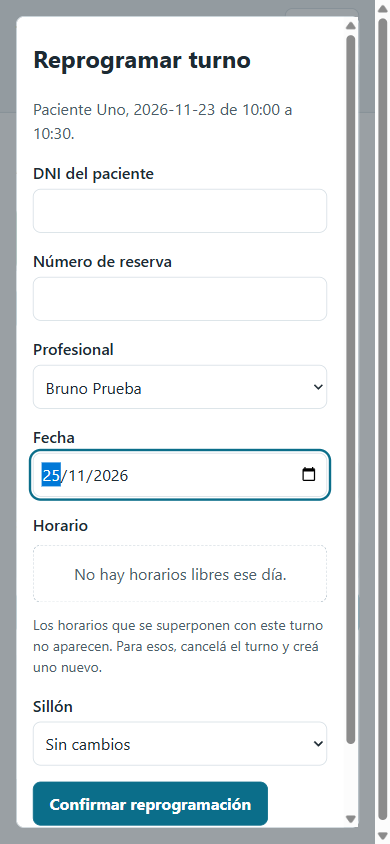 Reprogramar turno
Paciente Uno, 2026-11-23 de 10:00 a
10:30.
DNI del paciente
Número de reserva
Profesional
Bruno Prueba
Fecha
25/11/2026
Horario
No hay horarios libres ese día.
Los horarios que se superponen con este turno
no aparecen. Para esos, cancelá el turno y creá
uno nuevo.
Sillón
Sin cambios
Confirmar reprogramación